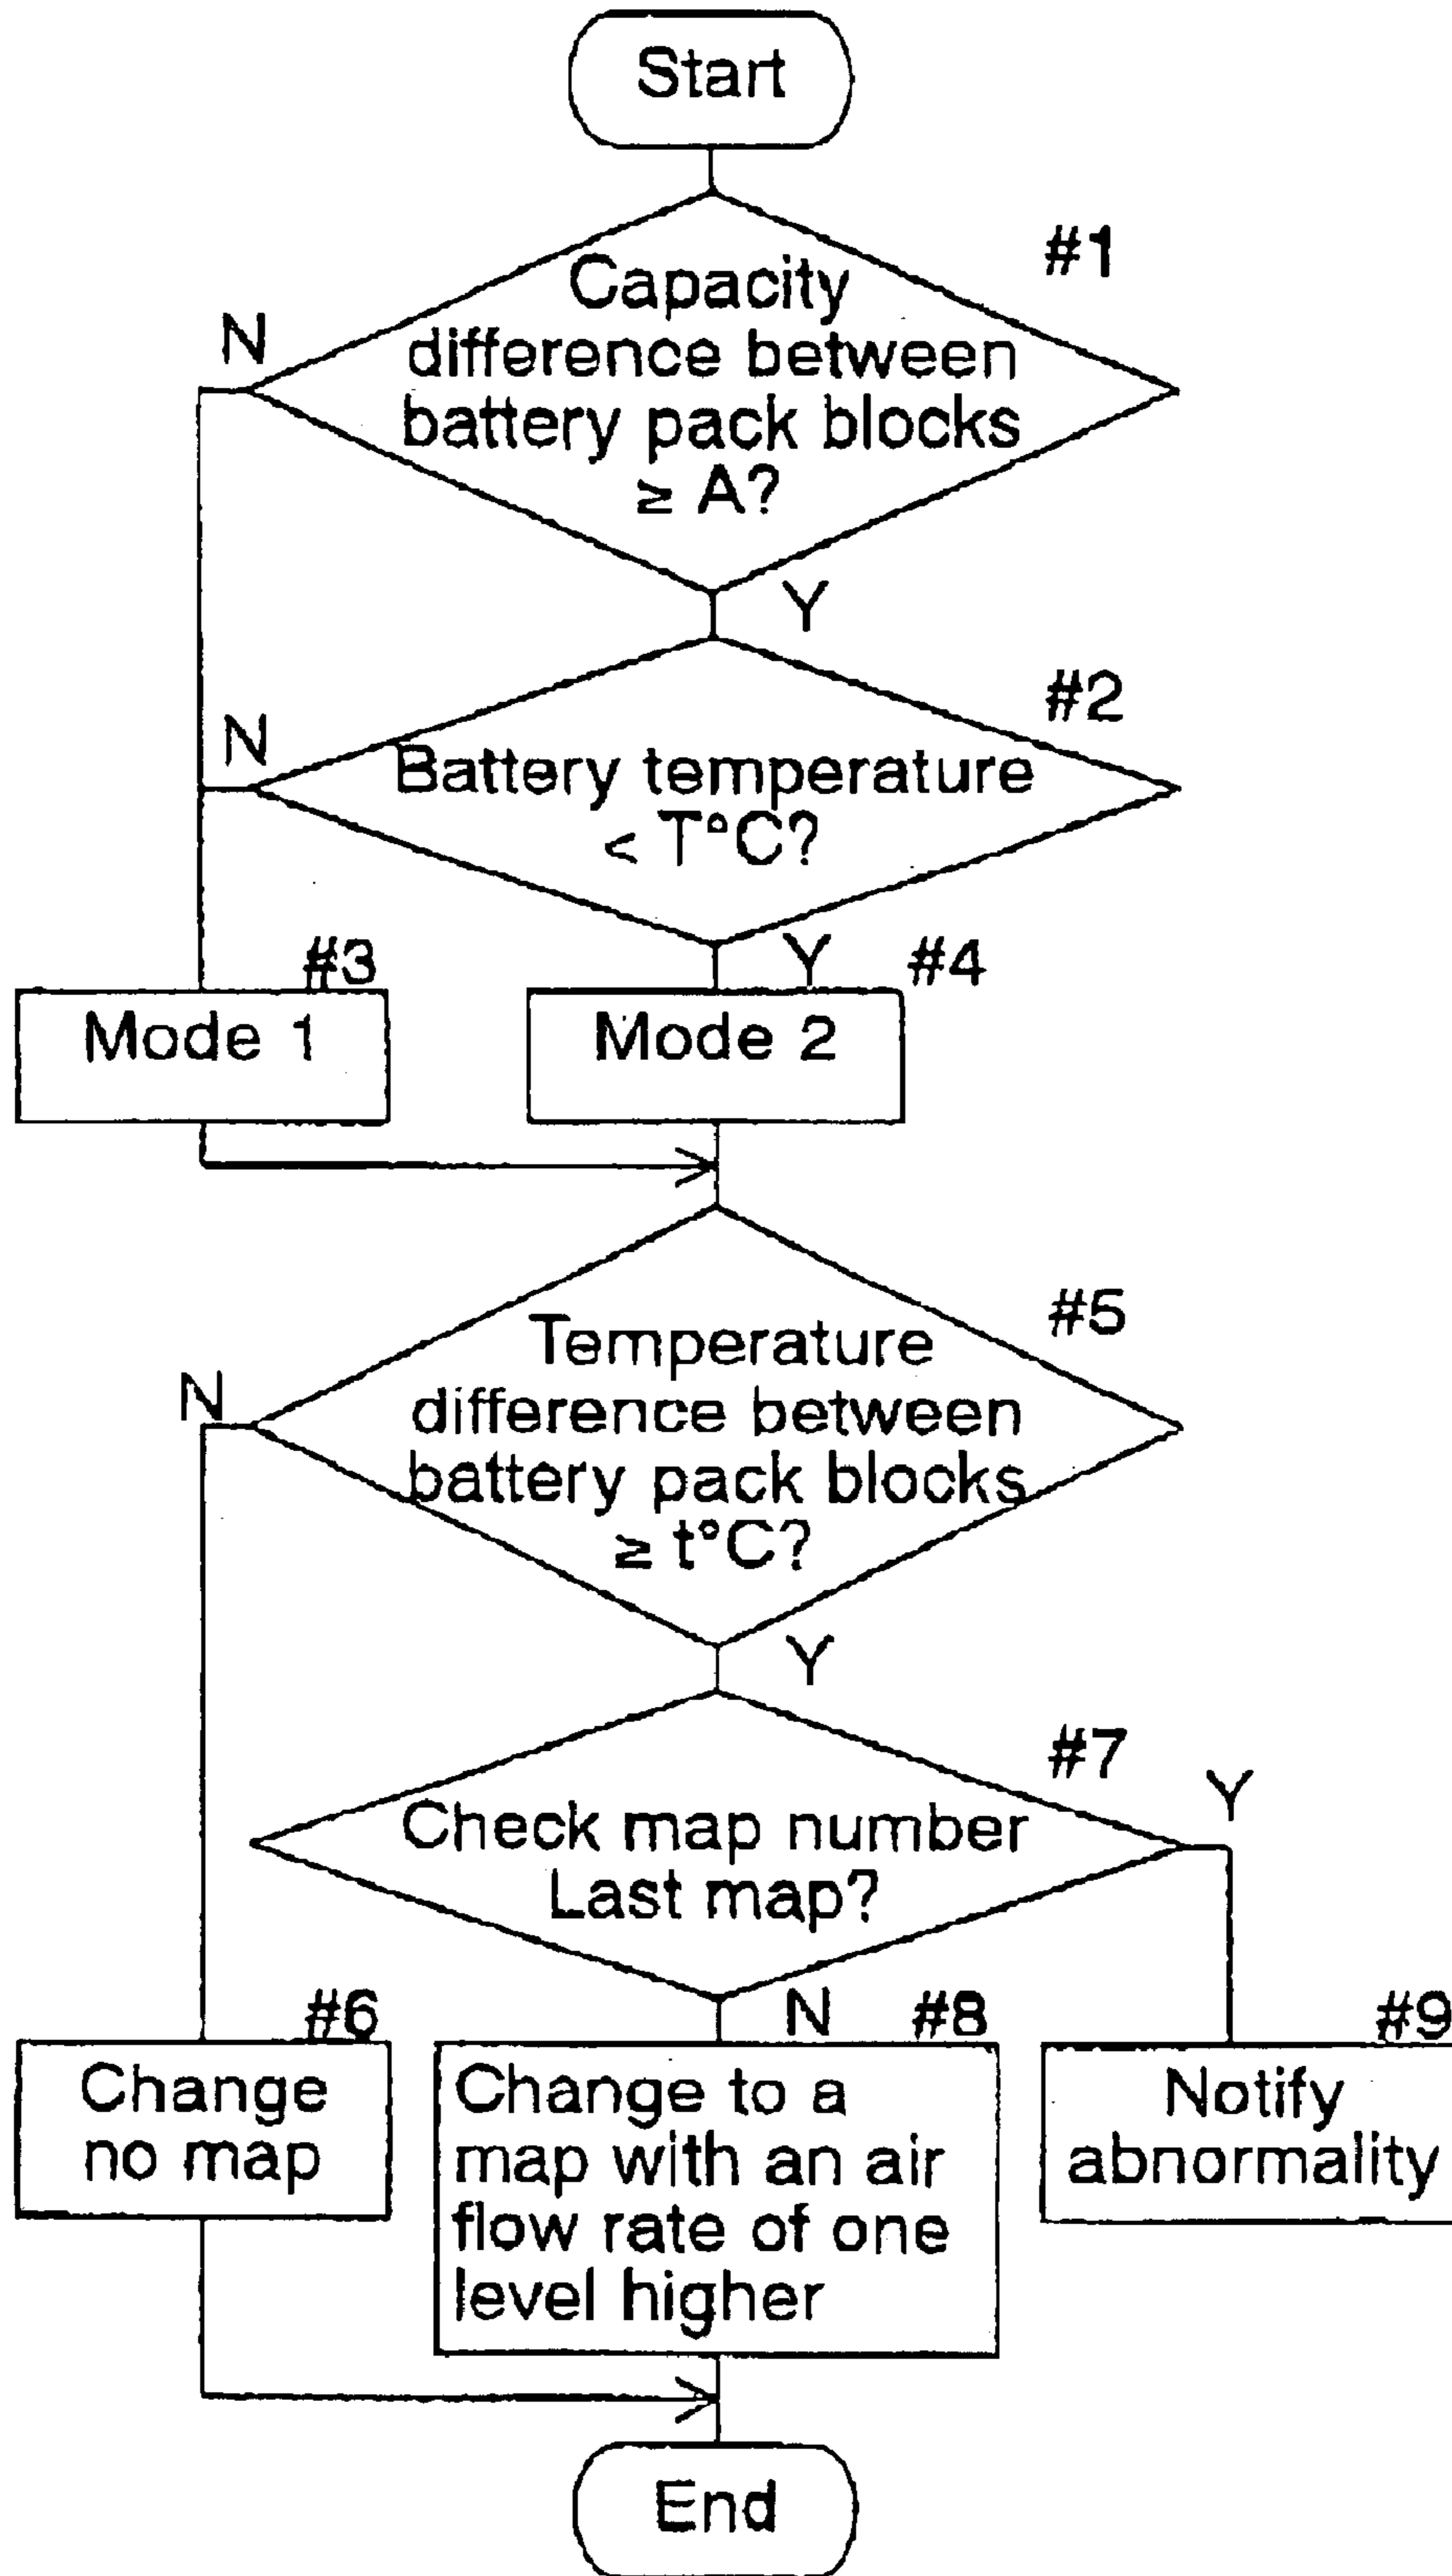 Start
#1
Capacity
difference between
battery pack blocks
≥ A?
N
Y
#2
N
Battery temperature
< T°C?
Y
#3
#4
Mode 1
Mode 2
#5
Temperature
difference between
battery pack blocks
≥ t°C?
N
Y
#7
Y
Check map number
Last map?
N
#6
#8
#9
Change
no map
Change to a
map with an air
flow rate of one
level higher
Notify
abnormality
End